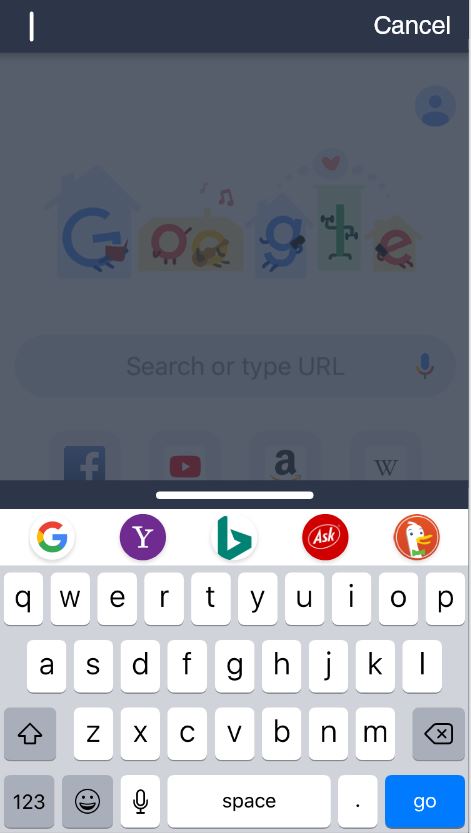 Cancel
Google
Search or type URL
f
a
W
G Y b Ask
q w e r t y u i o p
a s d f g h j k l
z x c v b n m
123 space . go